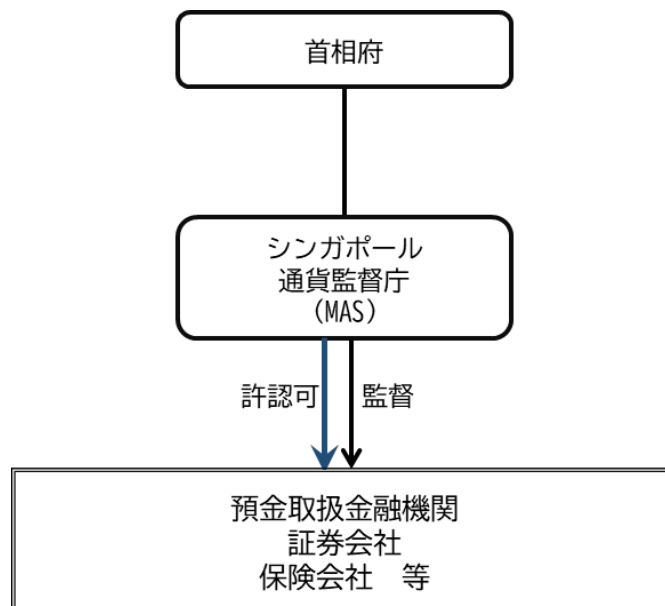 首相府
シンガポール
通貨監督庁
（MAS）
許認可
監督
預金取扱金融機関
証券会社
保険会社　等